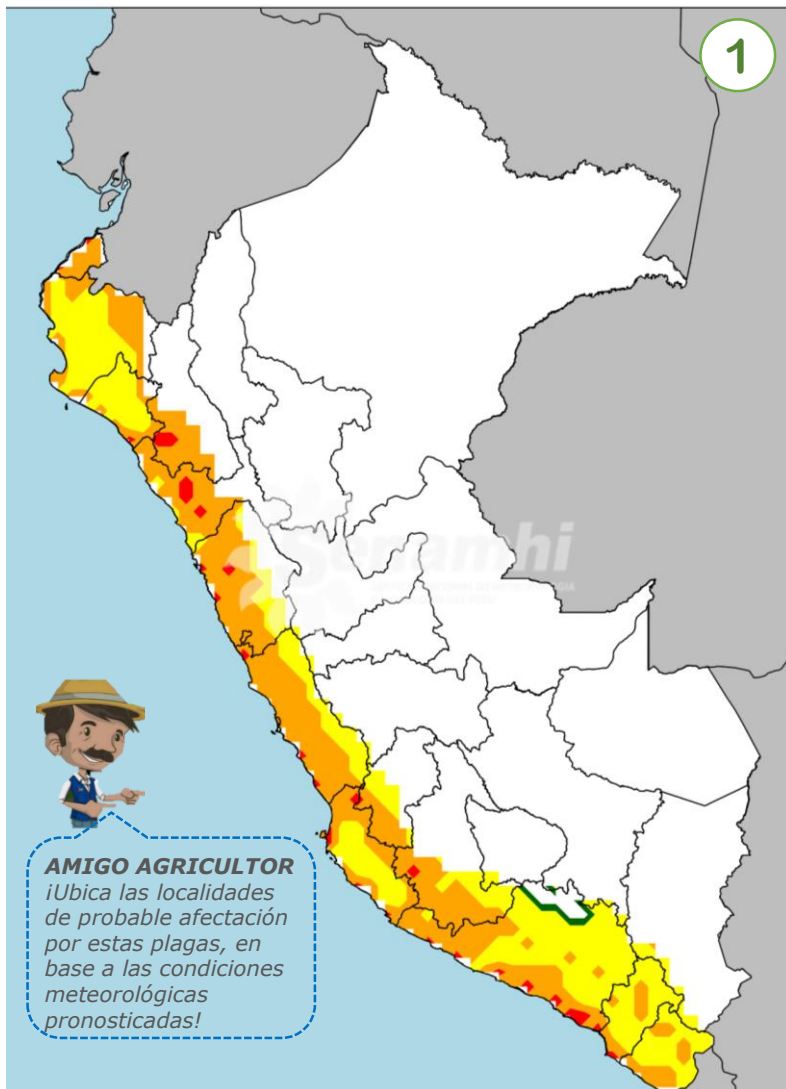 1
Senamhi
AMIGO AGRICULTOR
¡Ubica las localidades
de probable afectación
por estas plagas, en
base a las condiciones
meteorológicas
pronosticadas!